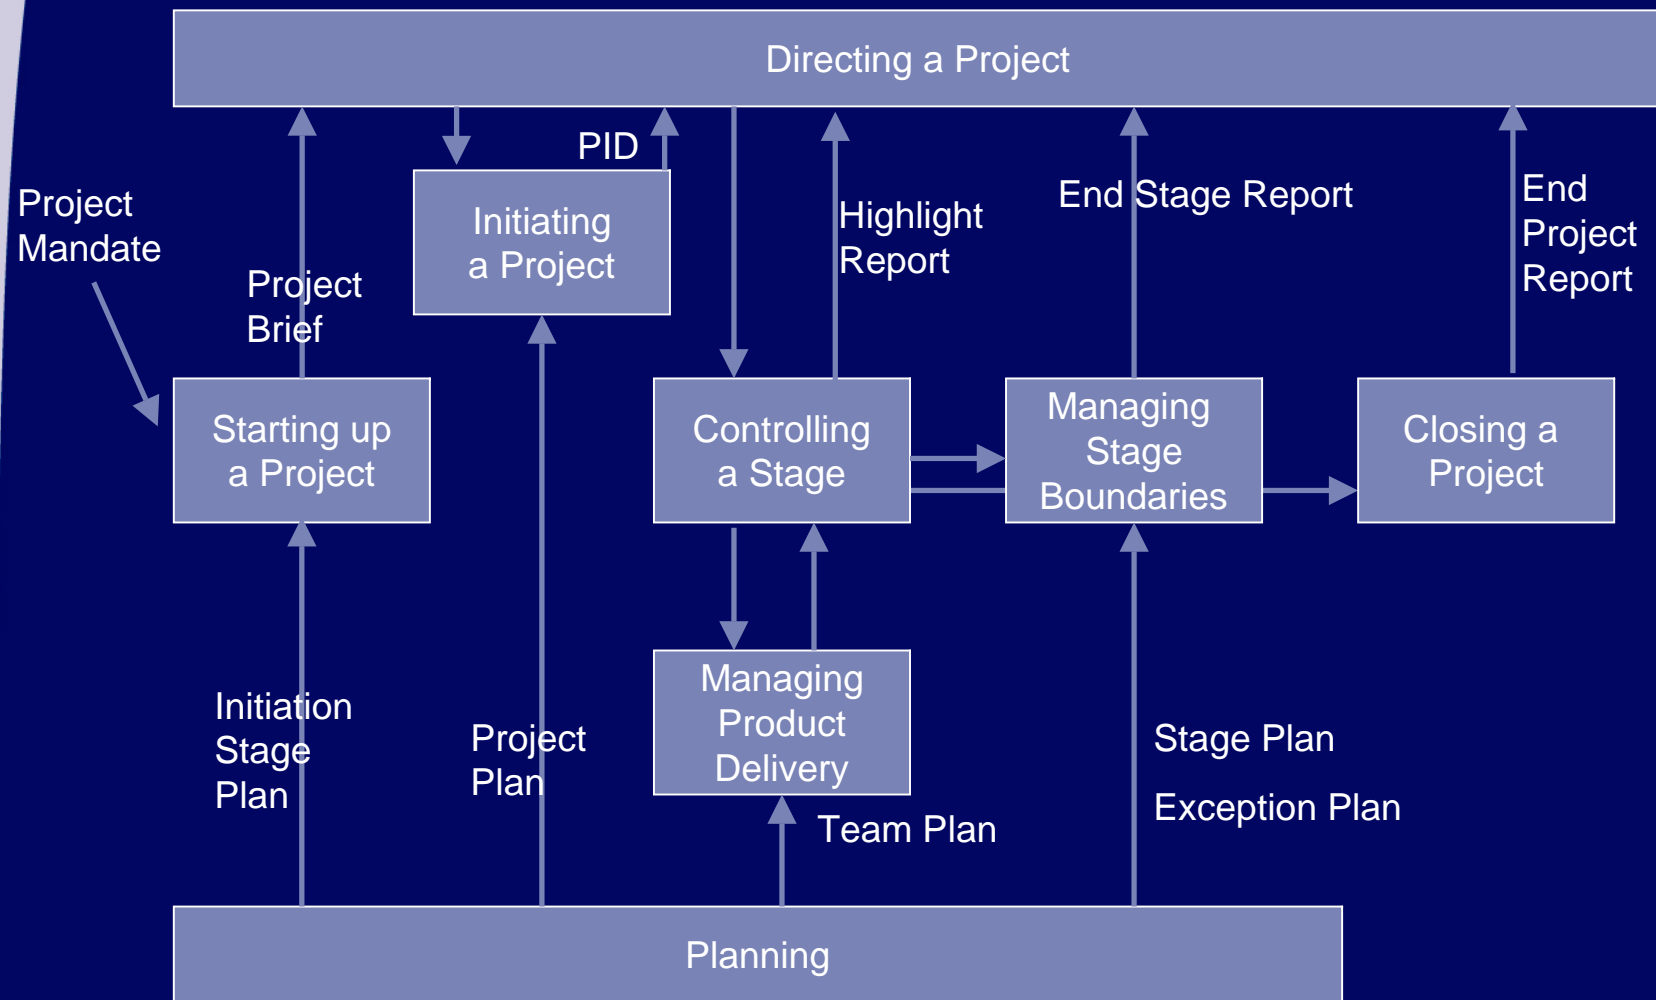 Directing a Project
PID
Project
Mandate
Initiating
a Project
Highlight
Report
End Stage Report
End
Project
Report
Project
Brief
Starting up
a Project
Controlling
a Stage
Managing
Stage
Boundaries
Closing a
Project
Managing
Product
Delivery
Initiation
Stage
Plan
Project
Plan
Team Plan
Stage Plan
Exception Plan
Planning